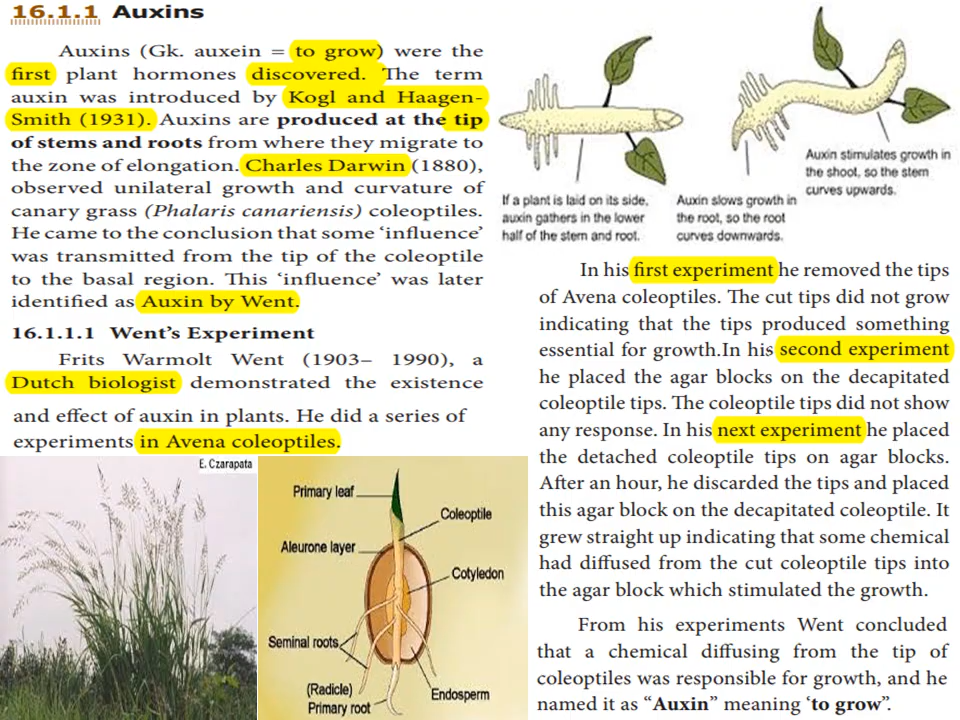 16.1.1 Auxins
Auxins (Gk. auxein = to grow) were the
first plant hormones discovered. The term
auxin was introduced by Kogl and Haagen-
Smith (1931). Auxins are produced at the tip
of stems and roots from where they migrate to
the zone of elongation. Charles Darwin (1880),
observed unilateral growth and curvature of
canary grass (Phalaris canariensis) coleoptiles.
He came to the conclusion that some ‘influence’
was transmitted from the tip of the coleoptile
to the basal region. This ‘influence’ was later
identified as Auxin by Went.
16.1.1.1 Went’s Experiment
Frits Warmolt Went (1903– 1990), a
Dutch biologist demonstrated the existence
and effect of auxin in plants. He did a series of
experiments in Avena coleoptiles.
E. Czarapata
Primary leaf
Coleoptile
Aleurone layer
Cotyledon
Seminal roots
(Radicle)
Primary root
Endosperm
If a plant is laid on its side,
auxin gathers in the lower
half of the stem and root.
Auxin slows growth in
the root, so the root
curves downwards.
Auxin stimulates growth in
the shoot, so the stem
curves upwards.
In his first experiment he removed the tips
of Avena coleoptiles. The cut tips did not grow
indicating that the tips produced something
essential for growth.In his second experiment
he placed the agar blocks on the decapitated
coleoptile tips. The coleoptile tips did not show
any response. In his next experiment he placed
the detached coleoptile tips on agar blocks.
After an hour, he discarded the tips and placed
this agar block on the decapitated coleoptile. It
grew straight up indicating that some chemical
had diffused from the cut coleoptile tips into
the agar block which stimulated the growth.
From his experiments Went concluded
that a chemical diffusing from the tip of
coleoptiles was responsible for growth, and he
named it as “Auxin” meaning ‘to grow”.